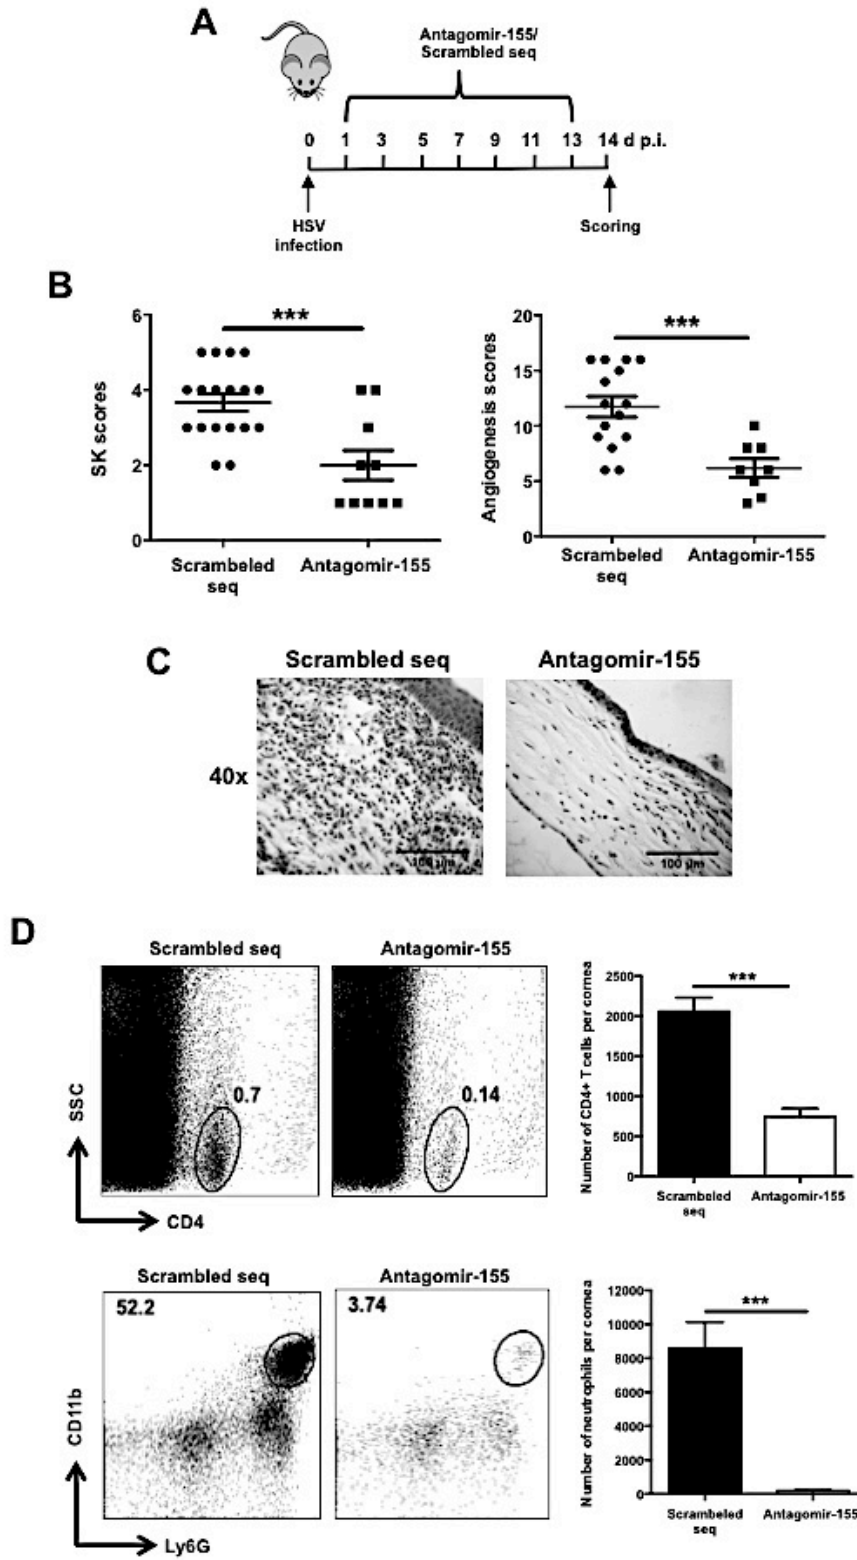 A
Antagomir-155/
Scrambled seq
0 1 3 5 7 9 11 13 14 d p.i.
HSV
infection
Scoring
B
6
4
2
0
SK scores
***
Scrambeled
seq
Antagomir-155
20
15
10
5
0
Angiogenesis scores
***
Scrambeled
seq
Antagomir-155
C
Scrambled seq
Antagomir-155
40x
100 µm
100 µm
D
Scrambled seq
Antagomir-155
0.7
0.14
SSC
CD4
2500
2000
1500
1000
500
0
Number of CD4+ T cells per cornea
***
Scrambeled
seq
Antagomir-155
Scrambled seq
Antagomir-155
52.2
3.74
CD11b
Ly6G
12000
10000
8000
6000
4000
2000
0
Number of neutrophils per cornea
***
Scrambeled
seq
Antagomir-155